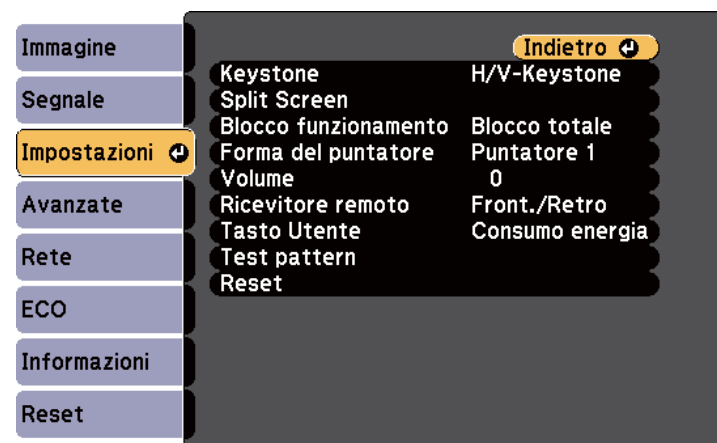 Immagine
Segnale
Impostazioni
Avanzate
Rete
ECO
Informazioni
Reset
Indietro
Keystone H/V-Keystone
Split Screen
Blocco funzionamento Blocco totale
Forma del puntatore Puntatore 1
Volume 0
Ricevitore remoto Front./Retro
Tasto Utente Consumo energia
Test pattern
Reset